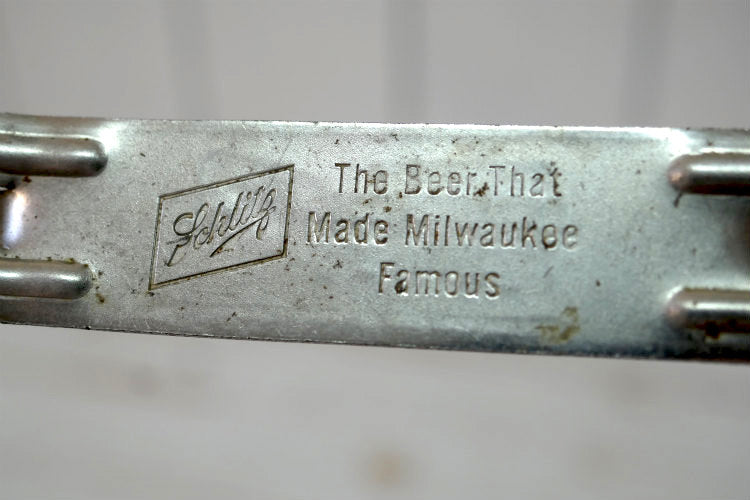 Schlitz
The Beer That
Made Milwaukee
Famous